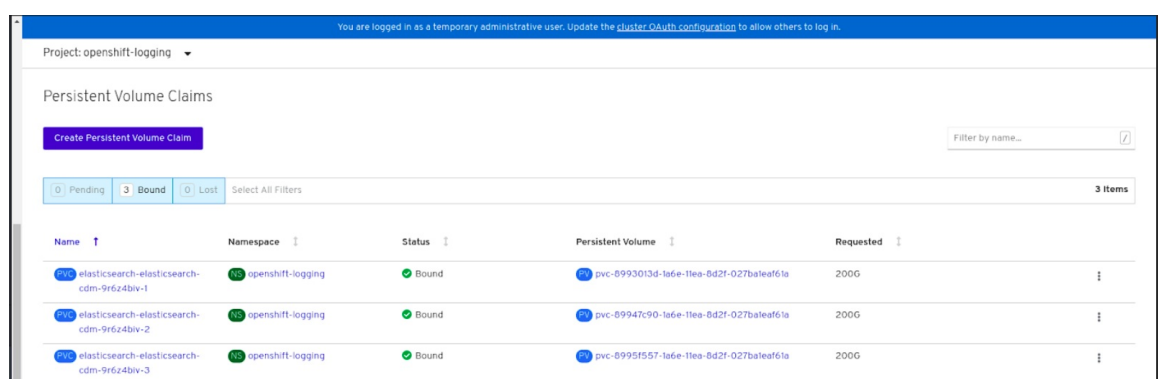 You are logged in as a temporary administrative user. Update the cluster OAuth configuration to allow others to log in.
Project: openshift-logging
Persistent Volume Claims
Create Persistent Volume Claim
Filter by name...
/
0 Pending 3 Bound 0 Lost Select All Filters 3 Items
Name Namespace Status Persistent Volume Requested
PVC elasticsearch-elasticsearch- NS openshift-logging Bound PV pvc-8993013d-1a6e-11ea-8d2f-027ba1eaf61a 200G
cdm-9r6z4biv-1
PVC elasticsearch-elasticsearch- NS openshift-logging Bound PV pvc-89947c90-1a6e-11ea-8d2f-027ba1eaf61a 200G
cdm-9r6z4biv-2
PVC elasticsearch-elasticsearch- NS openshift-logging Bound PV pvc-8995f557-1a6e-11ea-8d2f-027ba1eaf61a 200G
cdm-9r6z4biv-3